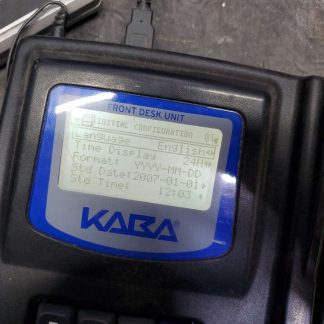 FRONT DESK UNIT
INITIAL CONFIGURATION
Language English
Time Display 24H
Format: YYYY-MM-DD
Std Date:2007-01-01
Std Time: 12:03
KABA